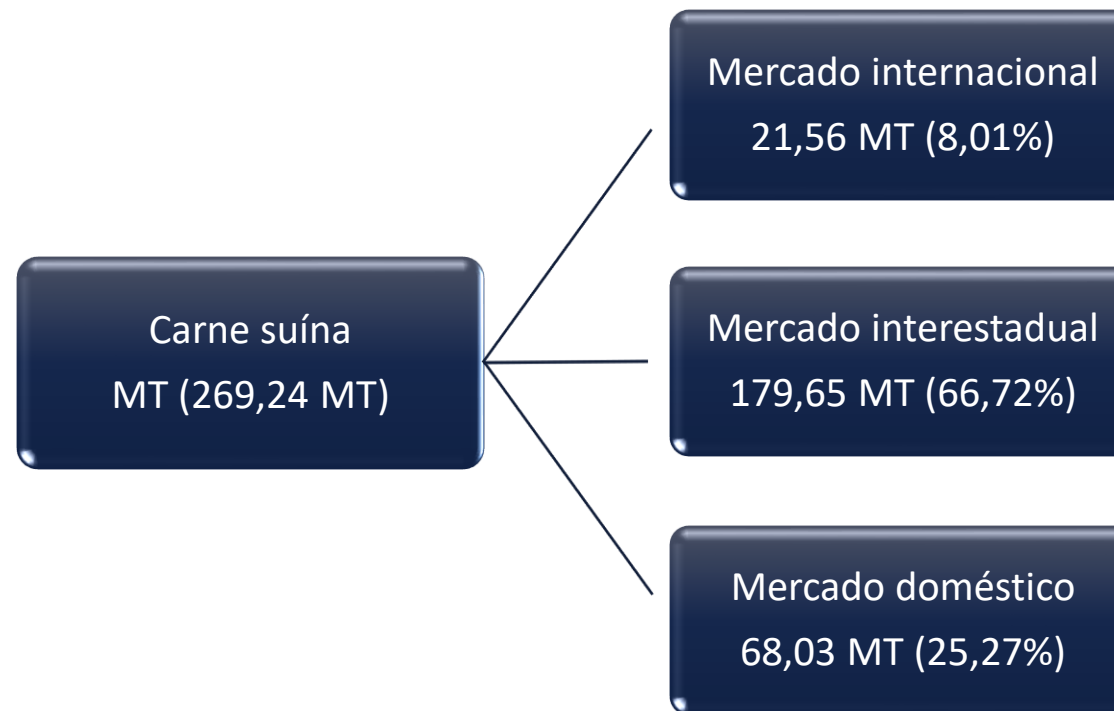 Carne suína
MT (269,24 MT)
Mercado internacional
21,56 MT (8,01%)
Mercado interestadual
179,65 MT (66,72%)
Mercado doméstico
68,03 MT (25,27%)